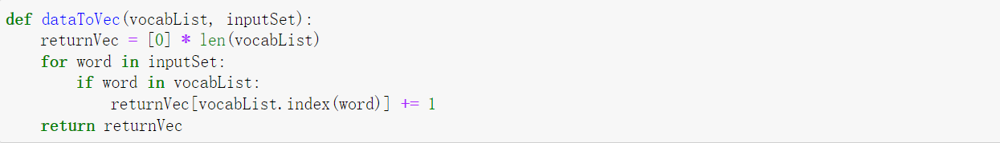 def dataToVec(vocabList, inputSet):
    returnVec = [0] * len(vocabList)
    for word in inputSet:
        if word in vocabList:
            returnVec[vocabList.index(word)] += 1
    return returnVec